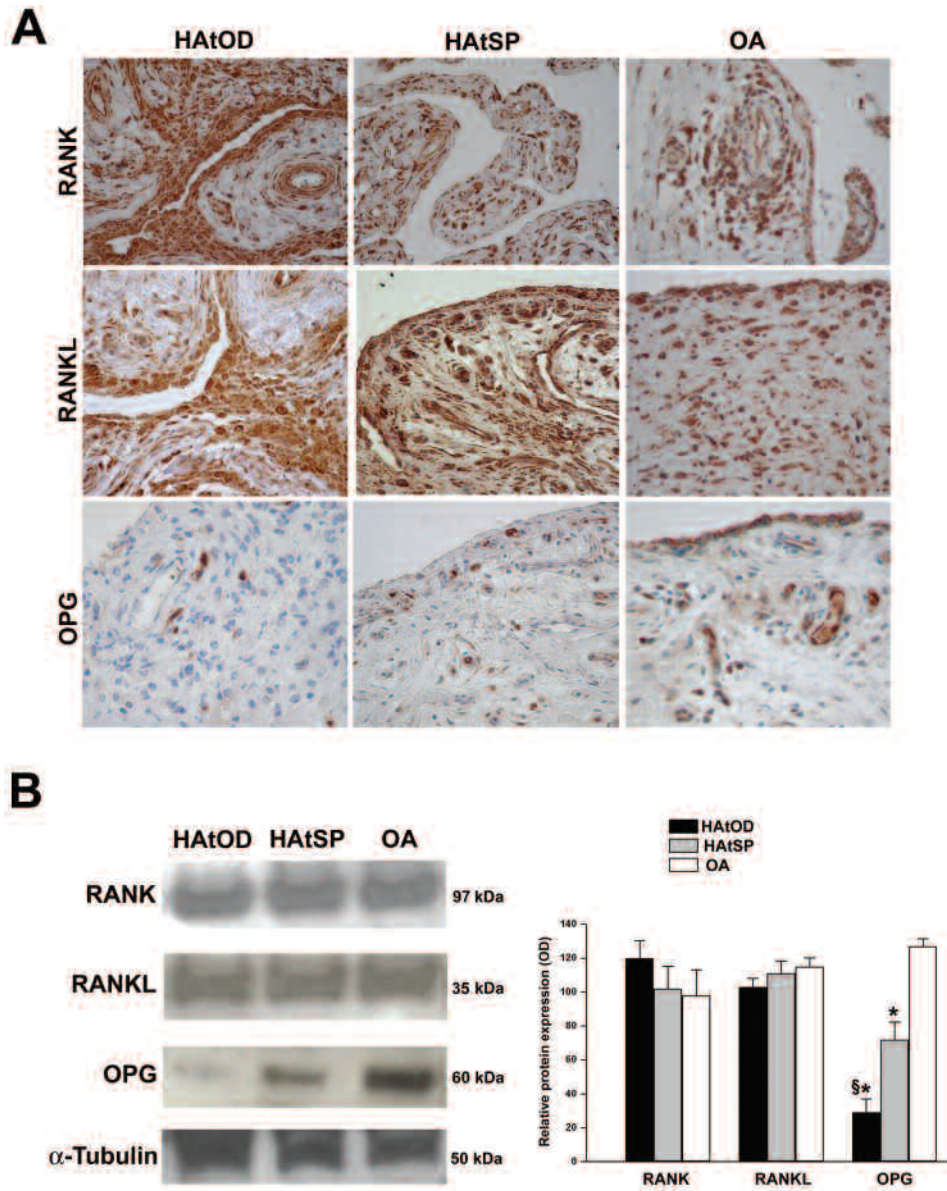 A
HAtOD HAtSP OA
RANK
RANKL
OPG
B
HAtOD HAtSP OA
RANK 97 kDa
RANKL 35 kDa
OPG 60 kDa
α-Tubulin 50 kDa
HAtOD
HAtSP
OA
Relative protein expression (OD)
140
120
100
80
60
40
20
0
*
§*
RANK RANKL OPG